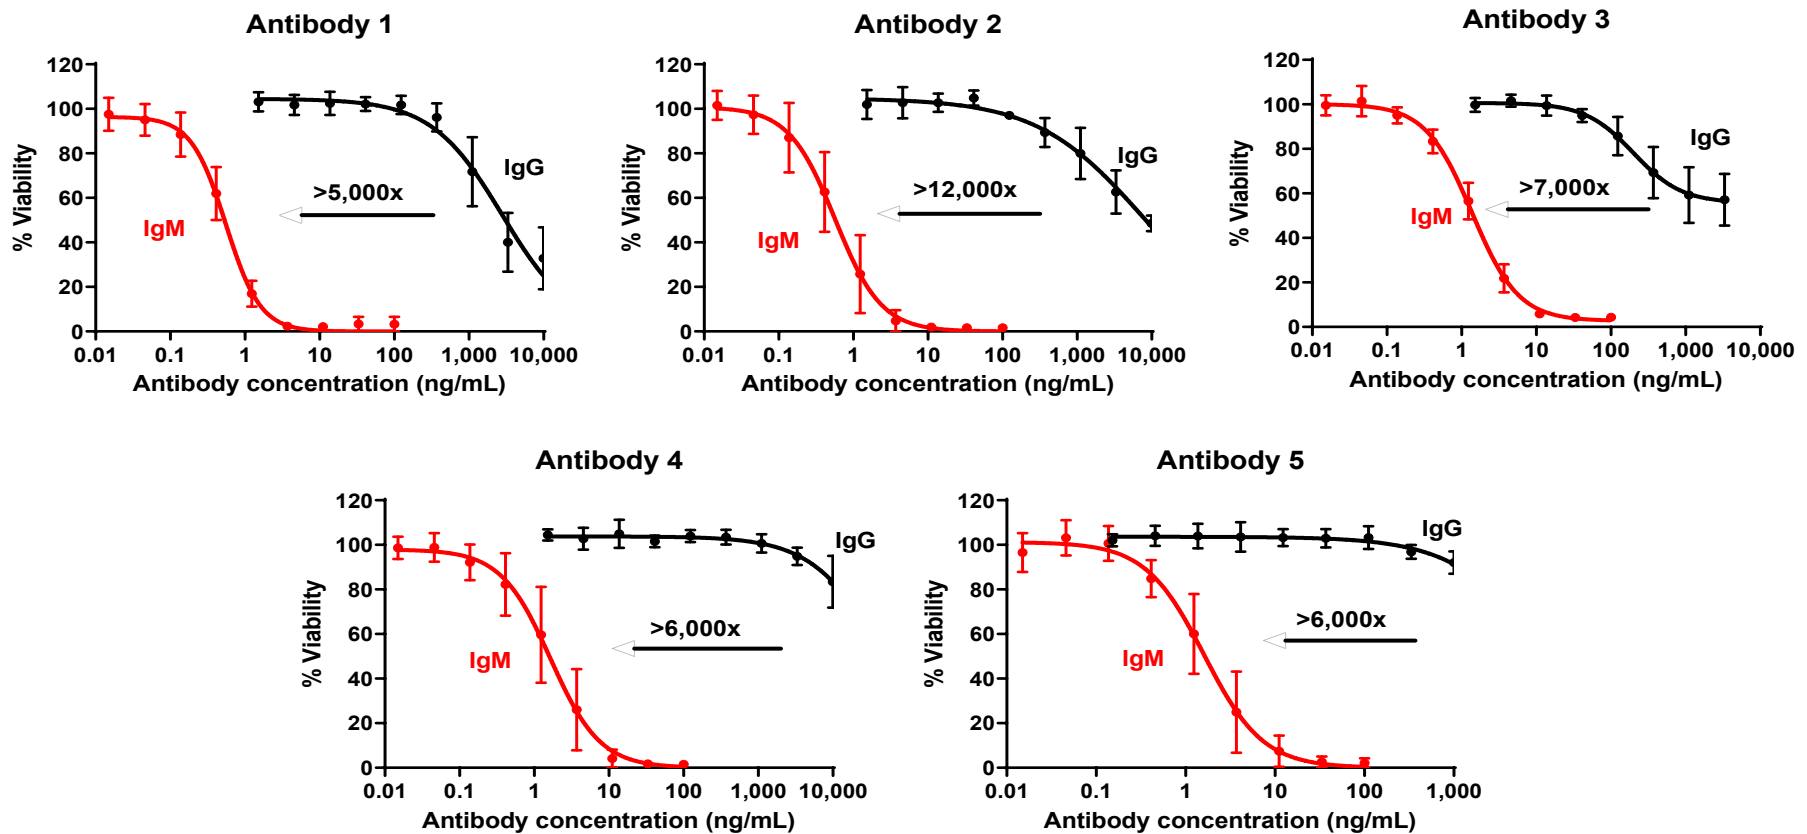 Antibody 1
120
100
80
60
40
20
0
% Viability
IgG
>5,000x
IgM
0.01 0.1 1 10 100 1,000 10,000
Antibody concentration (ng/mL)
Antibody 2
120
100
80
60
40
20
0
% Viability
IgG
>12,000x
IgM
0.01 0.1 1 10 100 1,000 10,000
Antibody concentration (ng/mL)
Antibody 3
120
100
80
60
40
20
0
% Viability
IgG
>7,000x
IgM
0.01 0.1 1 10 100 1,000 10,000
Antibody concentration (ng/mL)
Antibody 4
120
100
80
60
40
20
0
% Viability
IgG
>6,000x
IgM
0.01 0.1 1 10 100 1,000 10,000
Antibody concentration (ng/mL)
Antibody 5
120
100
80
60
40
20
0
% Viability
IgG
>6,000x
IgM
0.01 0.1 1 10 100 1,000
Antibody concentration (ng/mL)